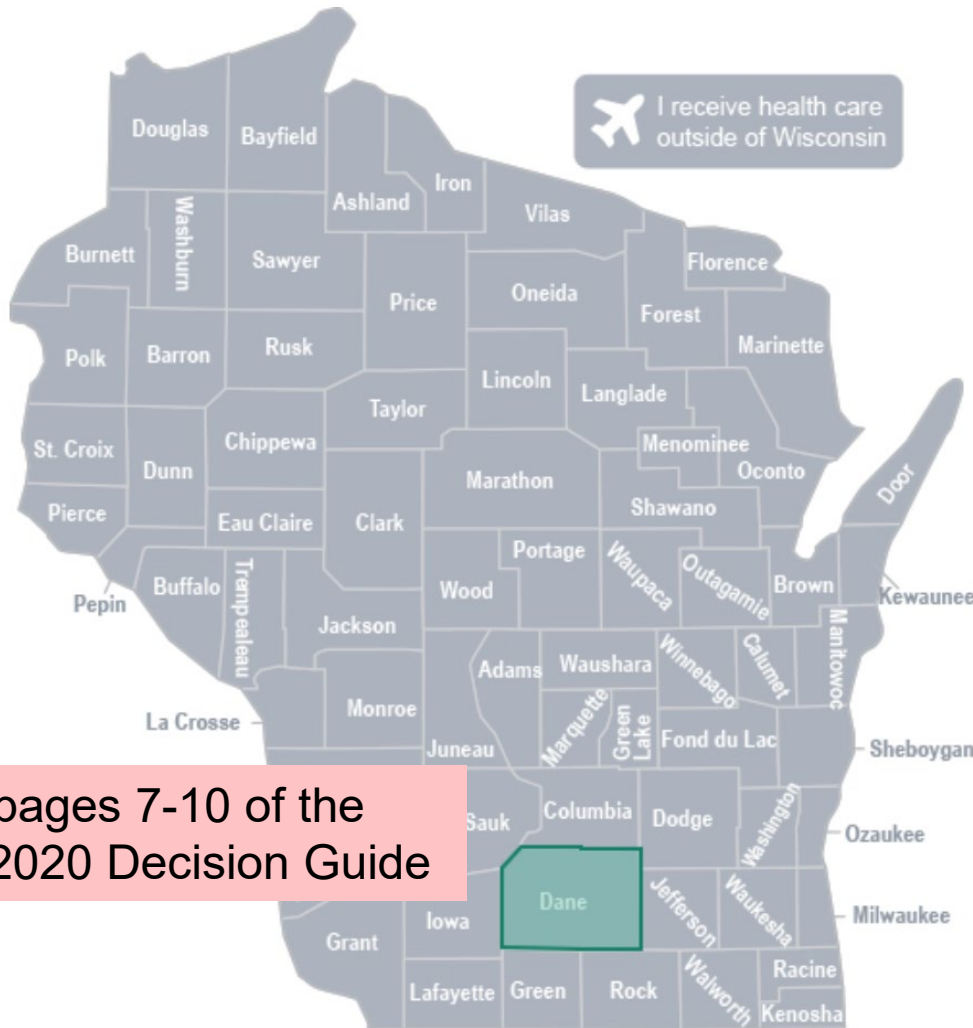 I receive health care
outside of Wisconsin
Douglas
Bayfield
Ashland
Iron
Vilas
Burnett
Washburn
Sawyer
Florence
Price
Oneida
Forest
Polk
Barron
Rusk
Marinette
Lincoln
Langlade
Taylor
St. Croix
Chippewa
Menominee
Dunn
Marathon
Oconto
Door
Pierce
Eau Claire
Clark
Shawano
Portage
Waupaca
Outagamie
Brown
Kewaunee
Pepin
Buffalo
Trempealeau
Wood
Jackson
Manitowoc
Adams
Waushara
Winnebago
Calumet
La Crosse
Monroe
Juneau
Marquette
Green
Lake
Fond du Lac
Sheboygan
pages 7-10 of the
2020 Decision Guide
Sauk
Columbia
Dodge
Washington
Ozaukee
Dane
Iowa
Jefferson
Waukesha
Milwaukee
Grant
Lafayette
Green
Rock
Walworth
Racine
Kenosha